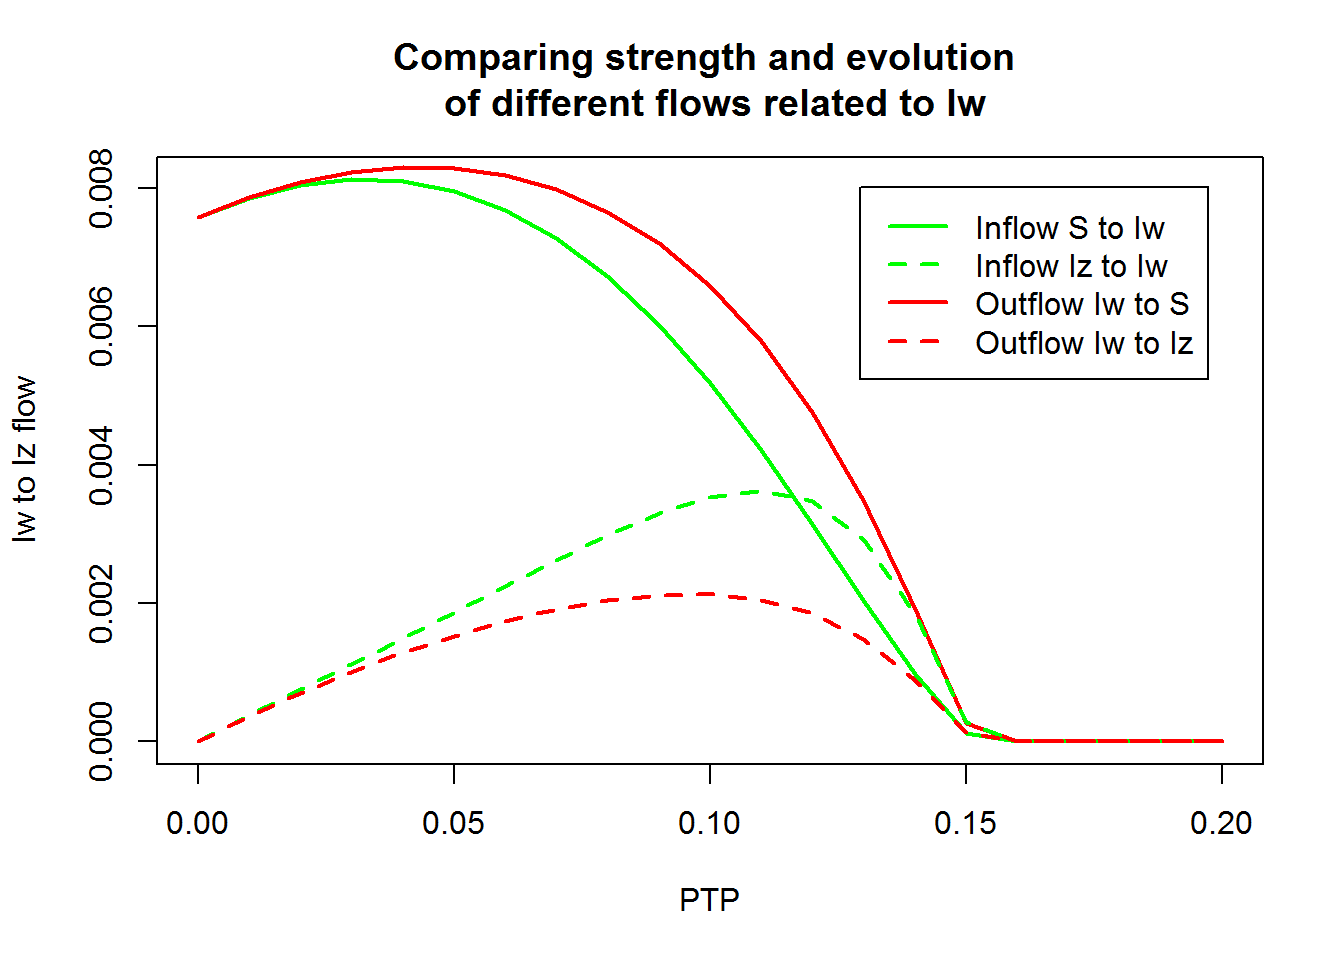 Comparing strength and evolution
of different flows related to Iw
Iw to Iz flow
0.008
0.006
0.004
0.002
0.000
Inflow S to Iw
Inflow Iz to Iw
Outflow Iw to S
Outflow Iw to Iz
0.00 0.05 0.10 0.15 0.20
PTP